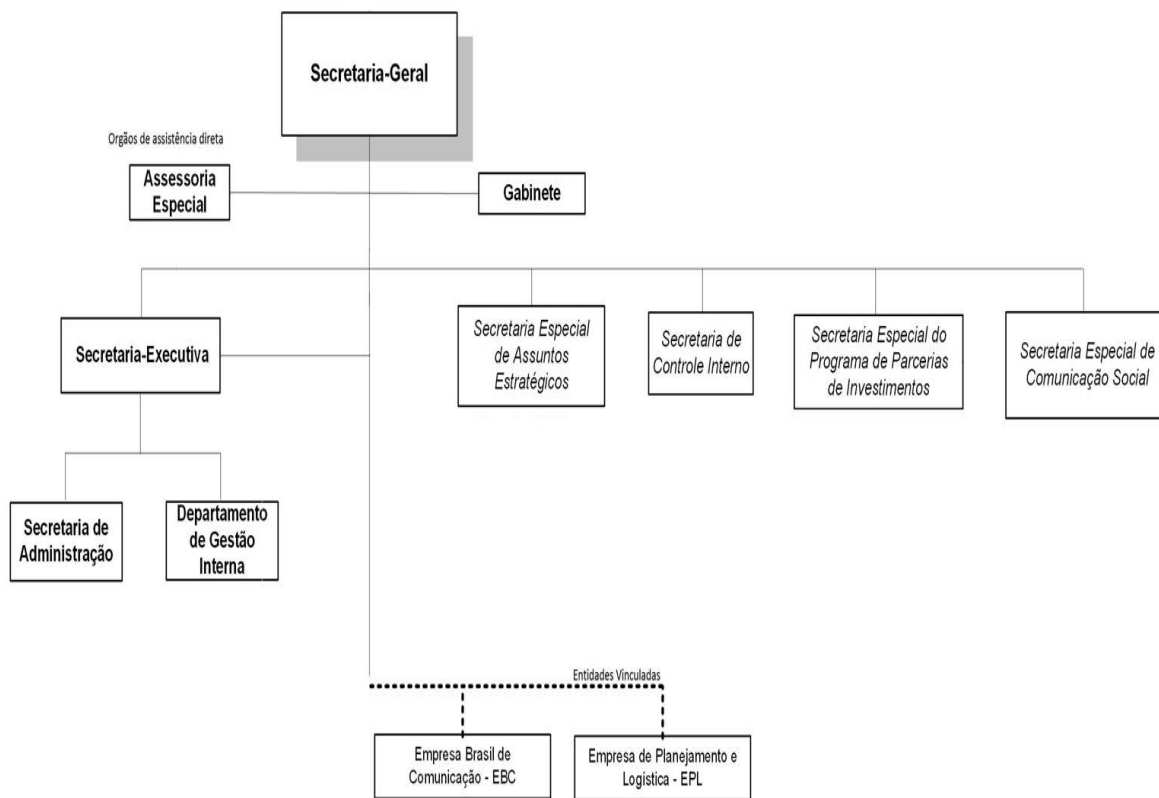 Secretaria-Geral
Orgãos de assistência direta
Assessoria
Especial
Gabinete
Secretaria-Executiva
Secretaria Especial
de Assuntos
Estratégicos
Secretaria de
Controle Interno
Secretaria Especial do
Programa de Parcerias
de Investimentos
Secretaria Especial de
Comunicação Social
Secretaria de
Administração
Departamento
de Gestão
Interna
Entidades Vinculadas
Empresa Brasil de
Comunicação - EBC
Empresa de Planejamento e
Logística - EPL